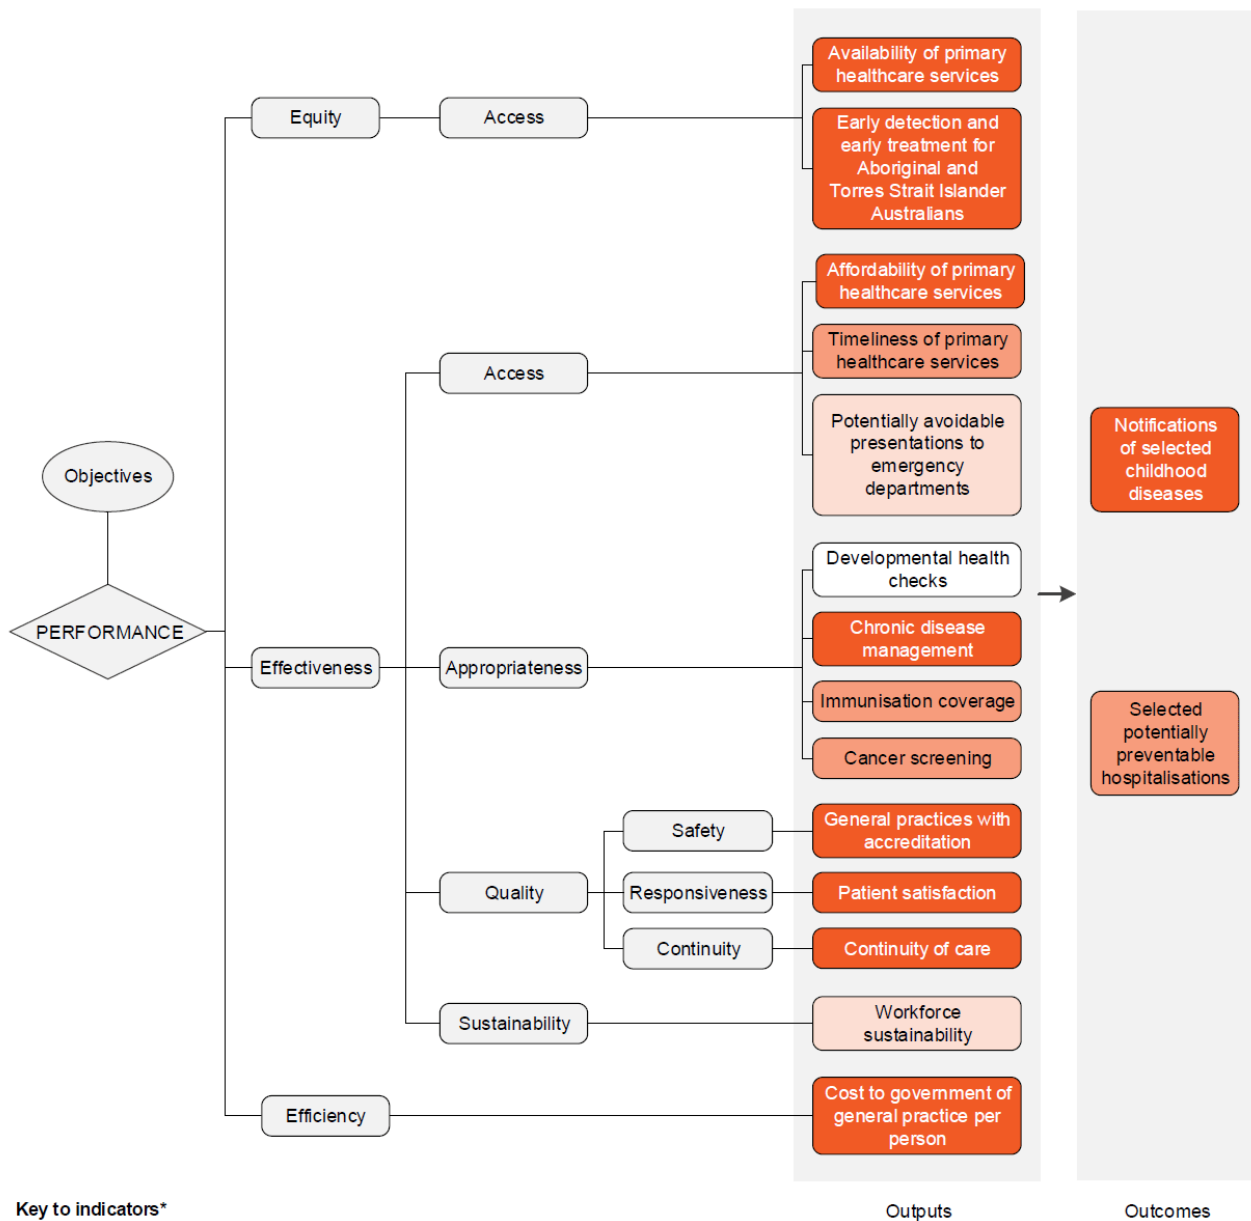 Objectives
PERFORMANCE
Equity
Access
Availability of primary
healthcare services
Early detection and
early treatment for
Aboriginal and
Torres Strait Islander
Australians
Effectiveness
Access
Affordability of primary
healthcare services
Timeliness of primary
healthcare services
Potentially avoidable
presentations to
emergency
departments
Appropriateness
Developmental health
checks
Chronic disease
management
Immunisation coverage
Cancer screening
Quality
Safety
General practices with
accreditation
Responsiveness
Patient satisfaction
Continuity
Continuity of care
Sustainability
Workforce
sustainability
Efficiency
Cost to government of
general practice per
person
Notifications
of selected
childhood
diseases
Selected
potentially
preventable
hospitalisations
Key to indicators*
Outputs
Outcomes